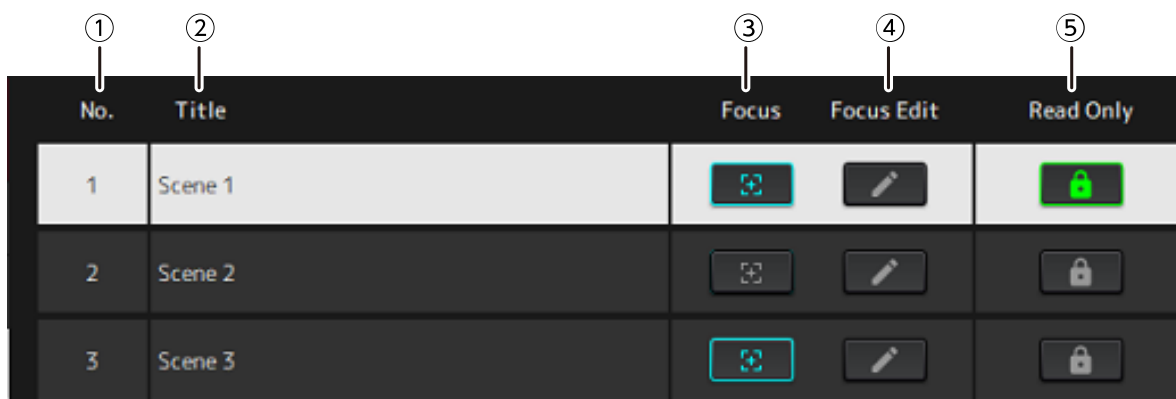 ① ② ③ ④ ⑤
No. Title Focus Focus Edit Read Only
1 Scene 1
2 Scene 2
3 Scene 3